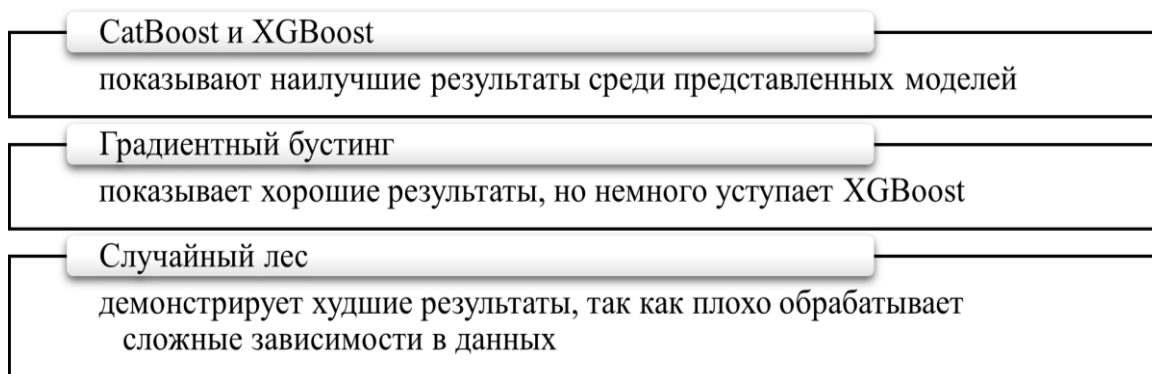 CatBoost и XGBoost
показывают наилучшие результаты среди представленных моделей
Градиентный бустинг
показывает хорошие результаты, но немного уступает XGBoost
Случайный лес
демонстрирует худшие результаты, так как плохо обрабатывает
сложные зависимости в данных